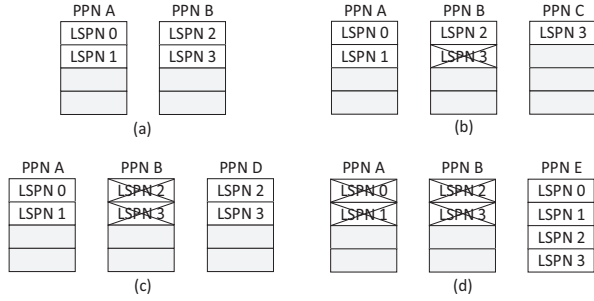 PPN A PPN B
LSPN 0 LSPN 2
LSPN 1 LSPN 3
(a)
PPN A PPN B PPN C
LSPN 0 LSPN 2 LSPN 3
LSPN 1 LSPN 3
(b)
PPN A PPN B PPN D
LSPN 0 LSPN 2 LSPN 2
LSPN 1 LSPN 3 LSPN 3
(c)
PPN A PPN B PPN E
LSPN 0 LSPN 2 LSPN 0
LSPN 1 LSPN 3 LSPN 1
LSPN 2
LSPN 3
(d)